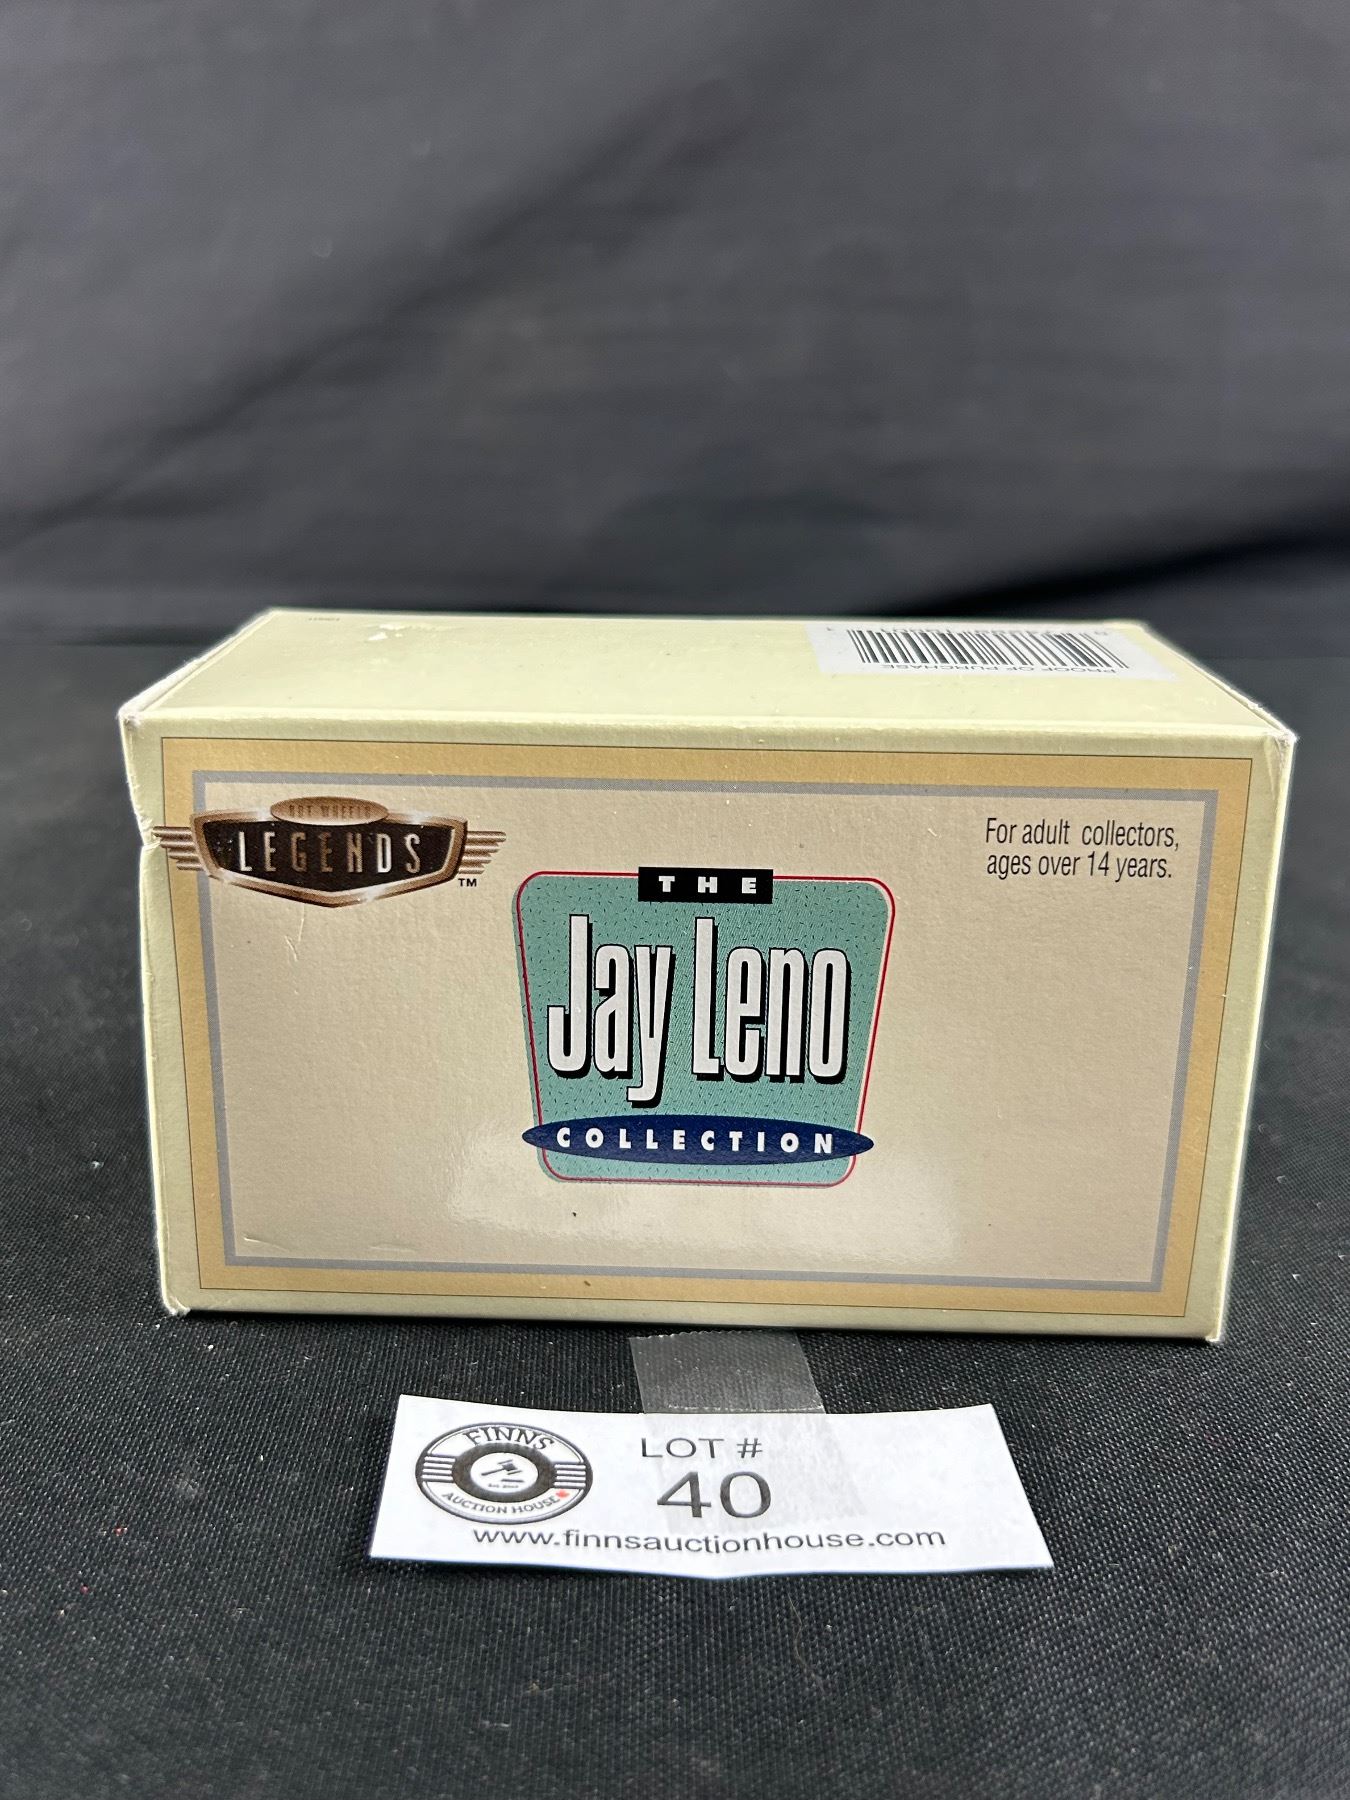 PROOF OF PURCHASE
HOT WHEELS
LEGENDS
TM
For adult collectors,
ages over 14 years.
THE
Jay Leno
COLLECTION
FINNS
AUCTION HOUSE
LOT #
40
www.finnsauctionhouse.com